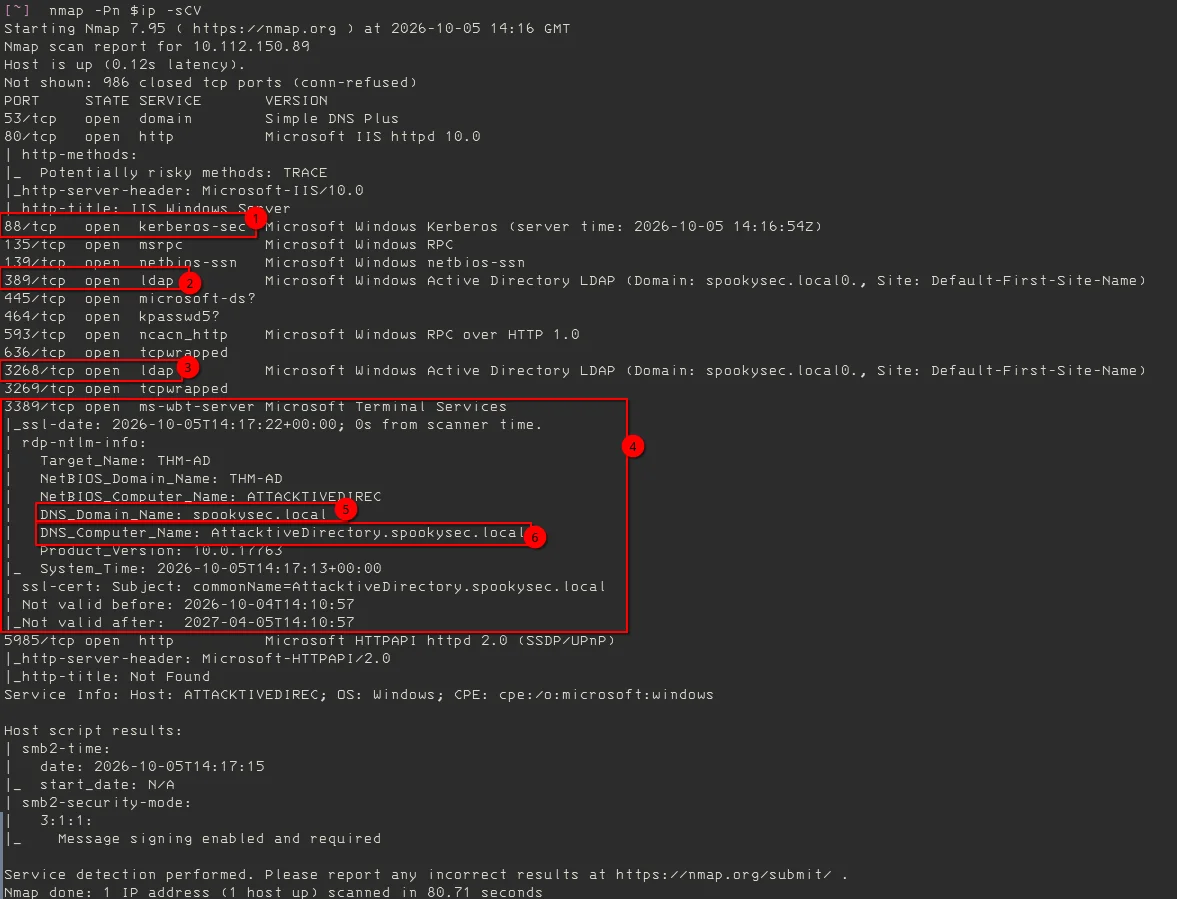 [~]  nmap -Pn $ip -sCV
Starting Nmap 7.95 ( https://nmap.org ) at 2026-10-05 14:16 GMT
Nmap scan report for 10.112.150.89
Host is up (0.12s latency).
Not shown: 986 closed tcp ports (conn-refused)
PORT     STATE SERVICE       VERSION
53/tcp   open  domain        Simple DNS Plus
80/tcp   open  http          Microsoft IIS httpd 10.0
| http-methods:
|_  Potentially risky methods: TRACE
|_http-server-header: Microsoft-IIS/10.0
|_http-title: IIS Windows Server
88/tcp   open  kerberos-sec  Microsoft Windows Kerberos (server time: 2026-10-05 14:16:54Z) 1
135/tcp  open  msrpc         Microsoft Windows RPC
139/tcp  open  netbios-ssn   Microsoft Windows netbios-ssn
389/tcp  open  ldap          Microsoft Windows Active Directory LDAP (Domain: spookysec.local0., Site: Default-First-Site-Name) 2
445/tcp  open  microsoft-ds?
464/tcp  open  kpasswd5?
593/tcp  open  ncacn_http    Microsoft Windows RPC over HTTP 1.0
636/tcp  open  tcpwrapped
3268/tcp open  ldap          Microsoft Windows Active Directory LDAP (Domain: spookysec.local0., Site: Default-First-Site-Name) 3
3269/tcp open  tcpwrapped
3389/tcp open  ms-wbt-server Microsoft Terminal Services
|_ssl-date: 2026-10-05T14:17:22+00:00; 0s from scanner time.
| rdp-ntlm-info: 4
|   Target_Name: THM-AD
|   NetBIOS_Domain_Name: THM-AD
|   NetBIOS_Computer_Name: ATTACKTIVEDIREC
|   DNS_Domain_Name: spookysec.local 5
|   DNS_Computer_Name: AttacktiveDirectory.spookysec.local 6
|   Product_Version: 10.0.17763
|_  System_Time: 2026-10-05T14:17:13+00:00
| ssl-cert: Subject: commonName=AttacktiveDirectory.spookysec.local
| Not valid before: 2026-10-04T14:10:57
|_Not valid after:  2027-04-05T14:10:57
5985/tcp open  http          Microsoft HTTPAPI httpd 2.0 (SSDP/UPnP)
|_http-server-header: Microsoft-HTTPAPI/2.0
|_http-title: Not Found
Service Info: Host: ATTACKTIVEDIREC; OS: Windows; CPE: cpe:/o:microsoft:windows
Host script results:
| smb2-time:
|   date: 2026-10-05T14:17:15
|_  start_date: N/A
| smb2-security-mode:
|   3:1:1:
|_    Message signing enabled and required
Service detection performed. Please report any incorrect results at https://nmap.org/submit/ .
Nmap done: 1 IP address (1 host up) scanned in 80.71 seconds